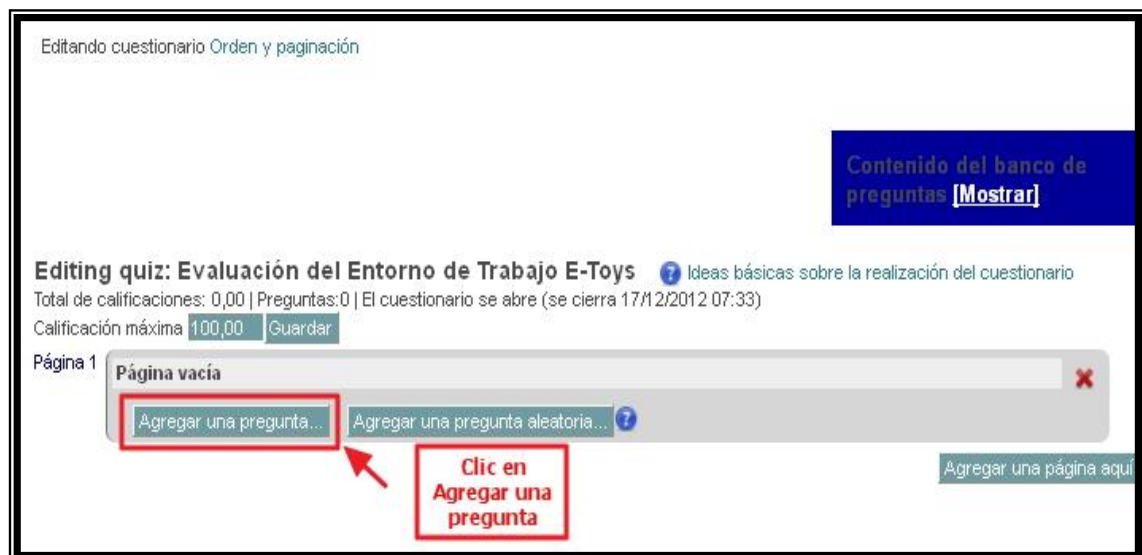 Editando cuestionario Orden y paginación
Contenido del banco de
preguntas [Mostrar]
Editing quiz: Evaluación del Entorno de Trabajo E-Toys ? Ideas básicas sobre la realización del cuestionario
Total de calificaciones: 0,00 | Preguntas:0 | El cuestionario se abre (se cierra 17/12/2012 07:33)
Calificación máxima 100,00 Guardar
Página 1
Página vacía
Agregar una pregunta... Agregar una pregunta aleatoria... ?
Clic en
Agregar una
pregunta
Agregar una página aquí